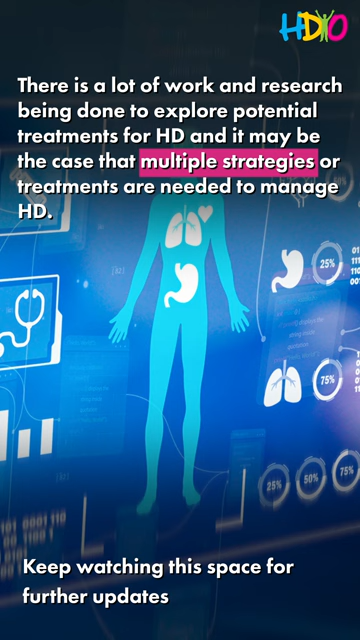 HDYO
There is a lot of work and research
being done to explore potential
treatments for HD and it may be
the case that multiple strategies or
treatments are needed to manage
HD.
25%
75%
25% 50% 75%
Keep watching this space for
further updates